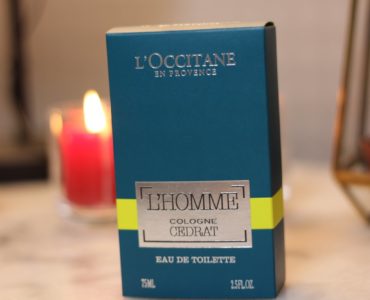 L'OCCITANE
EN PROVENCE
L'HOMME
COLOGNE
CEDRAT
EAU DE TOILETTE
75ML 2.5FL.OZ.